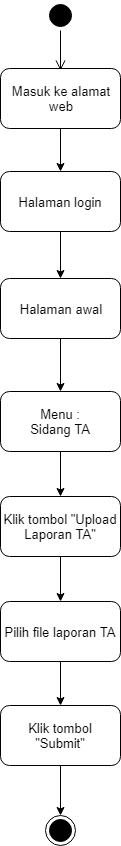 Masuk ke alamat
web
Halaman login
Halaman awal
Menu :
Sidang TA
Klik tombol "Upload
Laporan TA"
Pilih file laporan TA
Klik tombol
"Submit"